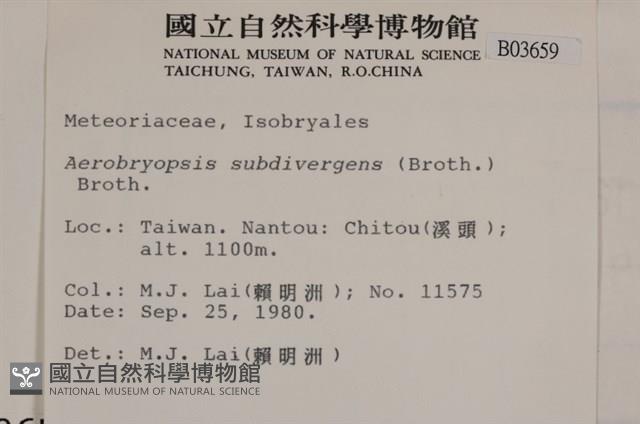 國立自然科學博物館
NATIONAL MUSEUM OF NATURAL SCIENCE
TAICHUNG, TAIWAN, R.O.CHINA
B03659
Meteoriaceae, Isobryales
Aerobryopsis subdivergens (Broth.)
Broth.
Loc.: Taiwan. Nantou: Chitou(溪頭);
alt. 1100m.
Col.: M.J. Lai(賴明洲); No. 11575
Date: Sep. 25, 1980.
Det.: M.J. Lai(賴明洲)
國立自然科學博物館
NATIONAL MUSEUM OF NATURAL SCIENCE